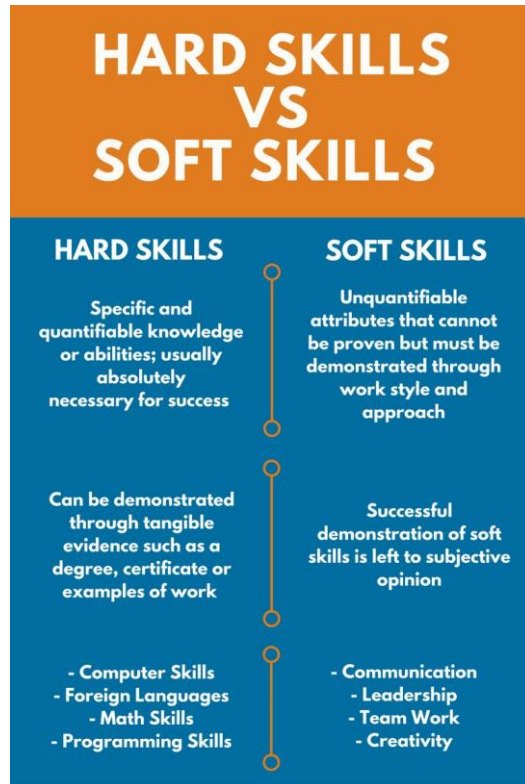 HARD SKILLS
VS
SOFT SKILLS
HARD SKILLS
Specific and
quantifiable knowledge
or abilities; usually
absolutely
necessary for success
Can be demonstrated
through tangible
evidence such as a
degree, certificate or
examples of work
- Computer Skills
- Foreign Languages
- Math Skills
- Programming Skills
SOFT SKILLS
Unquantifiable
attributes that cannot
be proven but must be
demonstrated through
work style and
approach
Successful
demonstration of soft
skills is left to subjective
opinion
- Communication
- Leadership
- Team Work
- Creativity